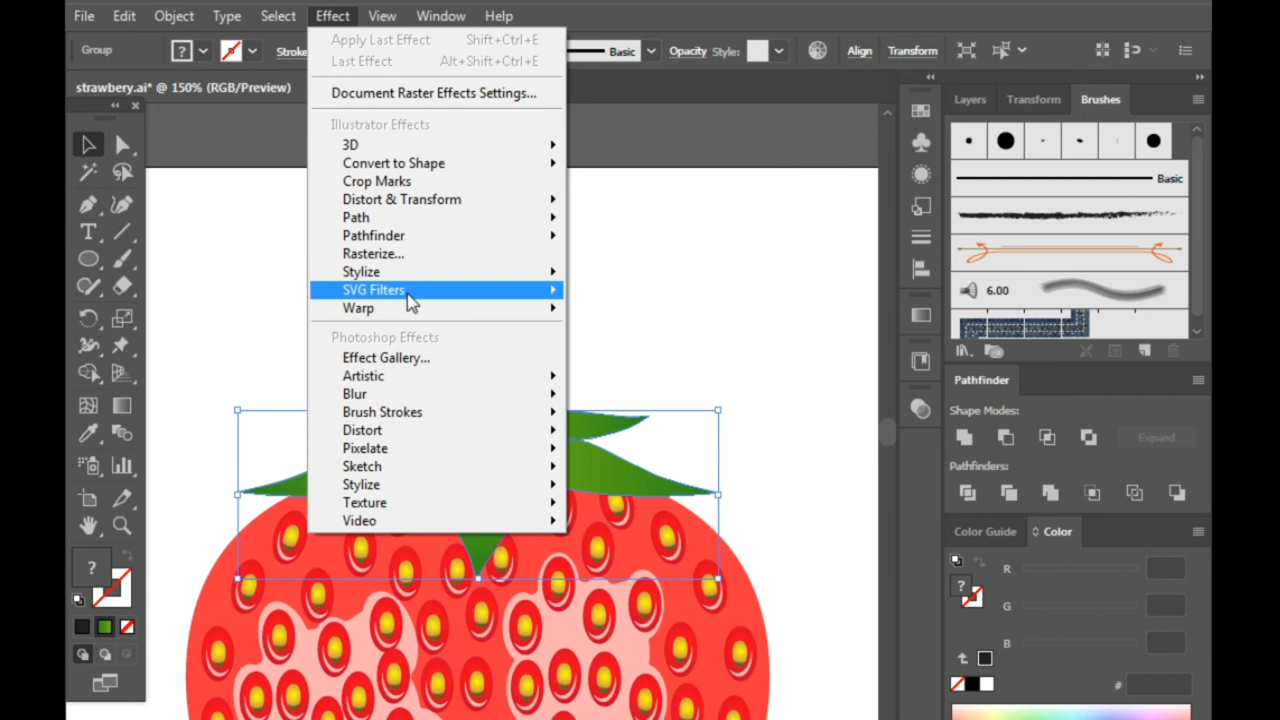 File Edit Object Type Select Effect View Window Help
Group
Stroke
Basic
Opacity Style:
Align
Transform
strawbery.ai* @ 150% (RGB/Preview)
Apply Last Effect Shift+Ctrl+E
Last Effect Alt+Shift+Ctrl+E
Document Raster Effects Settings...
Illustrator Effects
3D
Convert to Shape
Crop Marks
Distort & Transform
Path
Pathfinder
Rasterize...
Stylize
SVG Filters
Warp
Photoshop Effects
Effect Gallery...
Artistic
Blur
Brush Strokes
Distort
Pixelate
Sketch
Stylize
Texture
Video
Layers Transform Brushes
Basic
6.00
Pathfinder
Shape Modes:
Expand
Pathfinders:
Color Guide Color
R
G
B
#
?
?
?